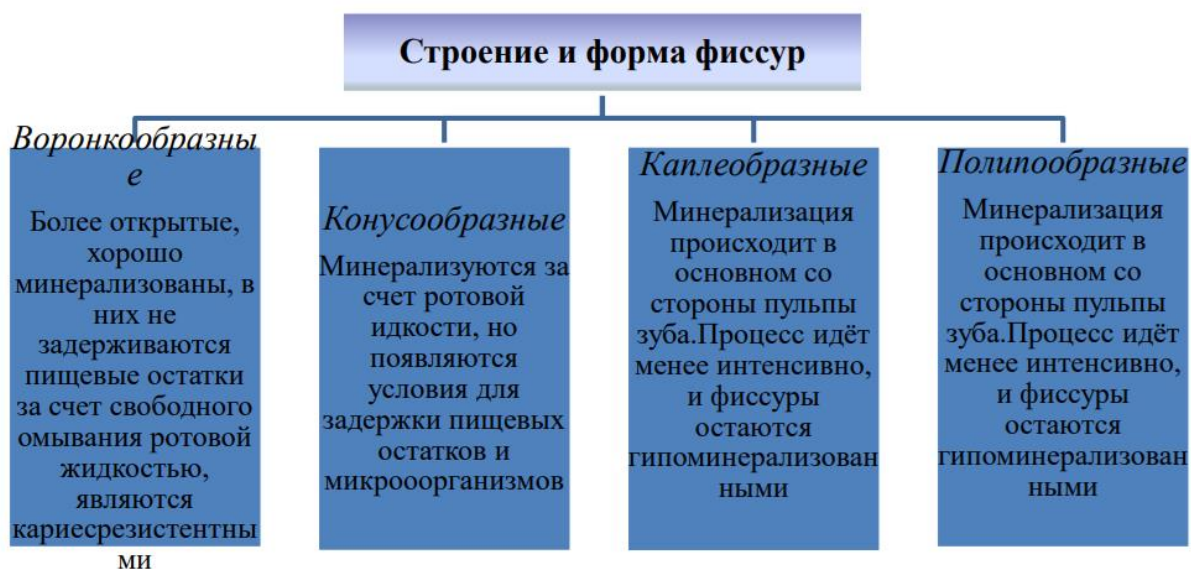 Строение и форма фиссур
Воронкообразны
е
Более открытые,
хорошо
минерализованы, в
них не
задерживаются
пищевые остатки
за счет свободного
омывания ротовой
жидкостью,
являются
кариесрезистентны
ми
Конусообразные
Минерализуются за
счет ротовой
идкости, но
появляются
условия для
задержки пищевых
остатков и
микрооорганизмов
Каплеобразные
Минерализация
происходит в
основном со
стороны пульпы
зуба.Процесс идёт
менее интенсивно,
и фиссуры
остаются
гипоминерализован
ными
Полипообразные
Минерализация
происходит в
основном со
стороны пульпы
зуба.Процесс идёт
менее интенсивно,
и фиссуры
остаются
гипоминерализован
ными